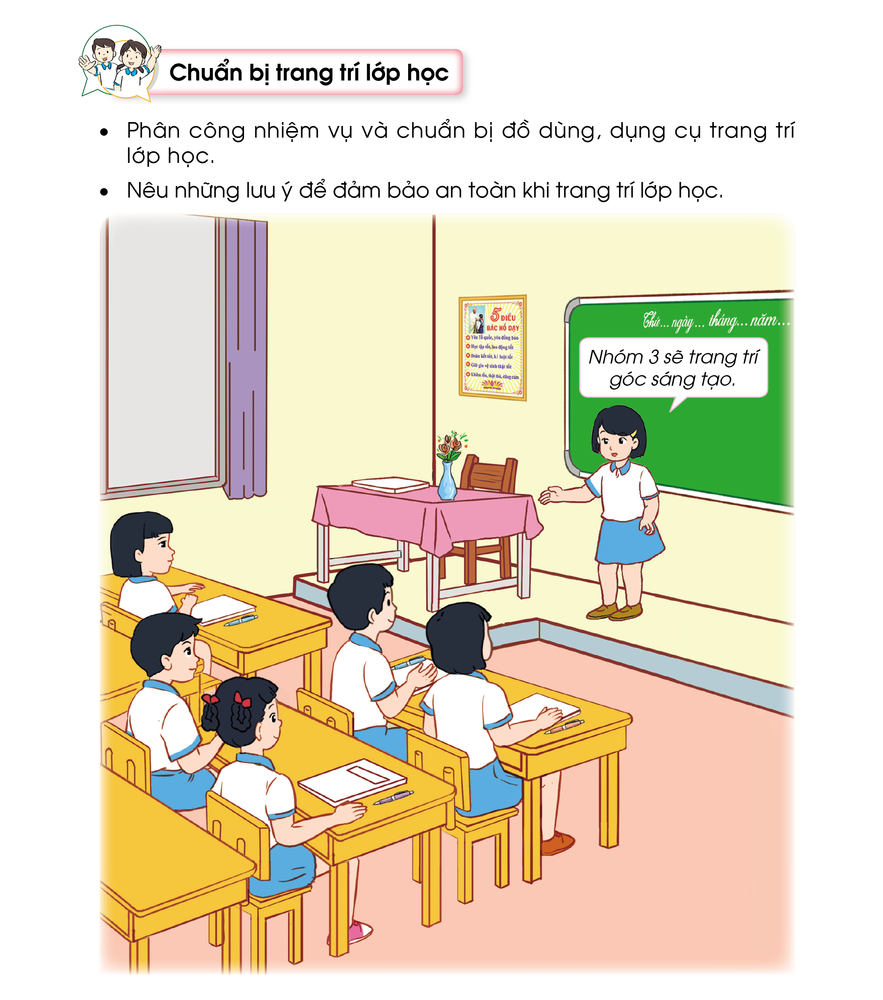 Chuẩn bị trang trí lớp học
• Phân công nhiệm vụ và chuẩn bị đồ dùng, dụng cụ trang trí
lớp học.
• Nêu những lưu ý để đảm bảo an toàn khi trang trí lớp học.
5 ĐIỀU
BÁC HỒ DẠY
Yêu Tổ quốc, yêu đồng bào
Học tập tốt, lao động tốt
Đoàn kết tốt, kỉ luật tốt
Giữ gìn vệ sinh thật tốt
Khiêm tốn, thật thà, dũng cảm
Thứ... ngày... tháng... năm...
Nhóm 3 sẽ trang trí
góc sáng tạo.